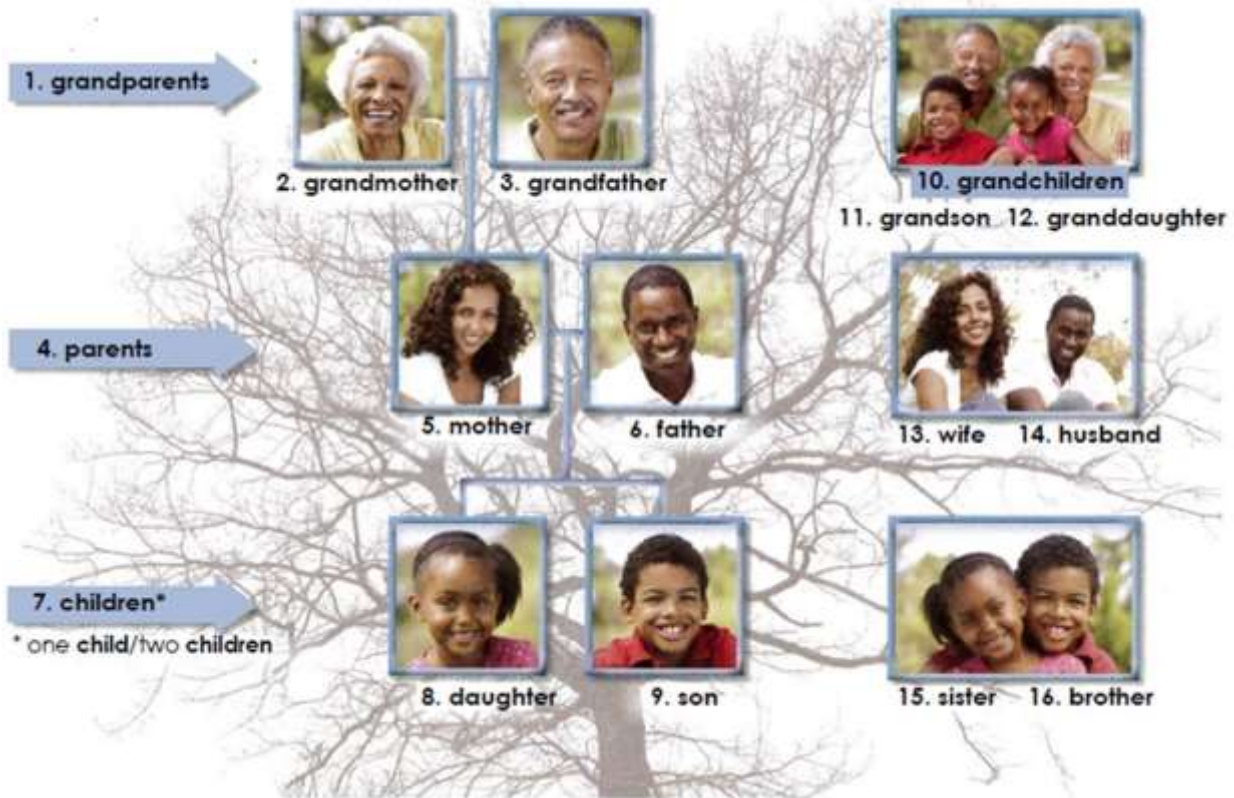 1. grandparents
2. grandmother
3. grandfather
10. grandchildren
11. grandson 12. granddaughter
4. parents
5. mother
6. father
13. wife
14. husband
7. children*
* one child/two children
8. daughter
9. son
15. sister
16. brother